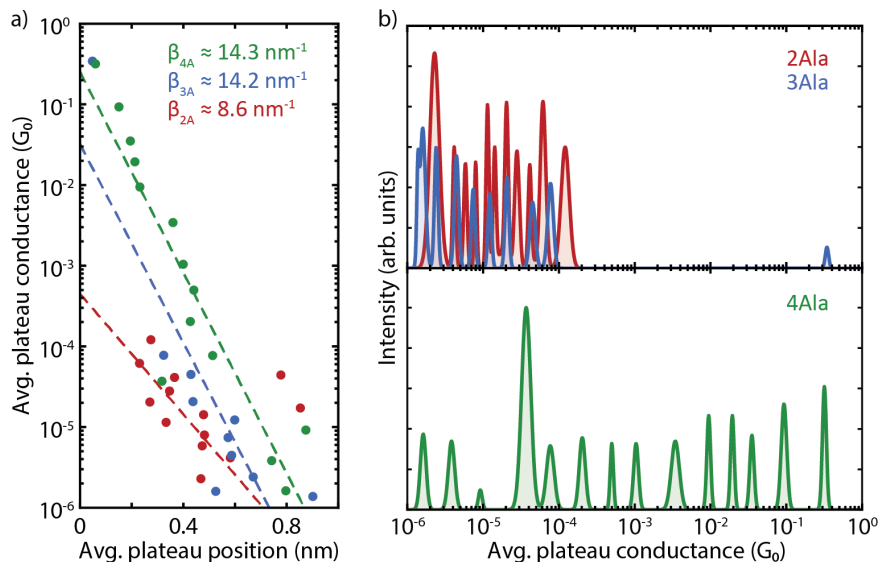 a)
β4A ≈ 14.3 nm-1
β3A ≈ 14.2 nm-1
β2A ≈ 8.6 nm-1
Avg. plateau conductance (G0)
10^0
10^-1
10^-2
10^-3
10^-4
10^-5
10^-6
0
0.4
0.8
Avg. plateau position (nm)
b)
2Ala
3Ala
Intensity (arb. units)
4Ala
10^-6
10^-5
10^-4
10^-3
10^-2
10^-1
10^0
Avg. plateau conductance (G0)